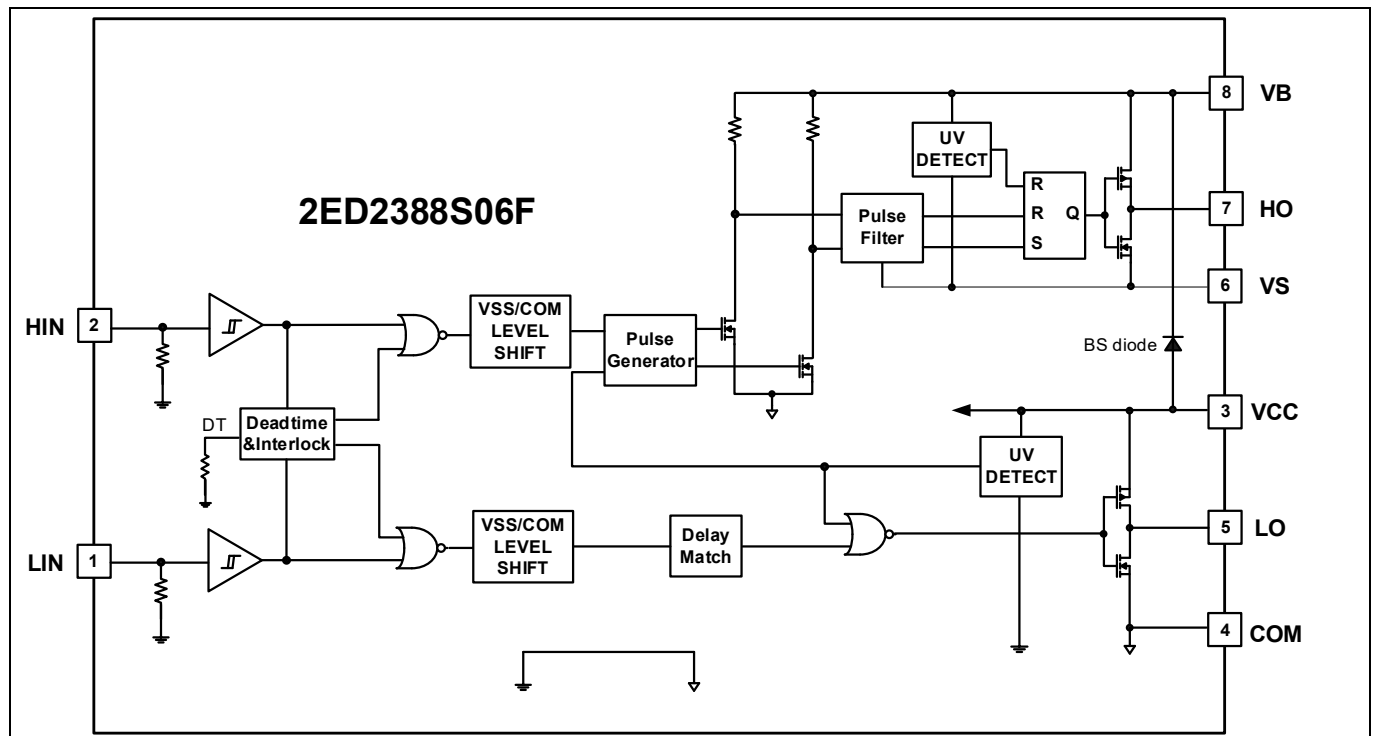 8 VB
UV
DETECT
R
R Q
S
Pulse
Filter
7 HO
2ED2388S06F
6 VS
HIN 2
VSS/COM
LEVEL
SHIFT
Pulse
Generator
BS diode
DT
Deadtime
&Interlock
3 VCC
UV
DETECT
LIN 1
VSS/COM
LEVEL
SHIFT
Delay
Match
5 LO
4 COM